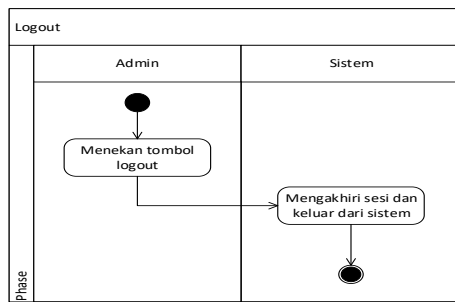 Logout
Admin
Sistem
Menekan tombol
logout
Mengakhiri sesi dan
keluar dari sistem
Phase